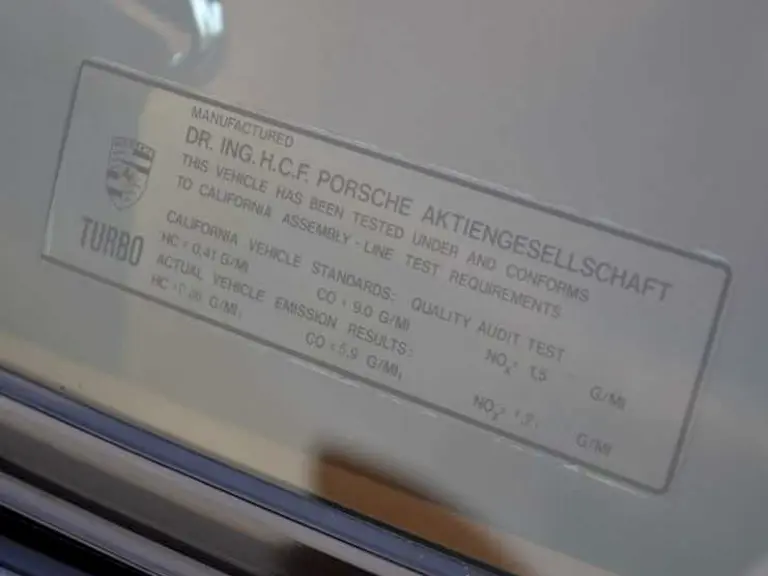 MANUFACTURED
DR. ING. H.C.F. PORSCHE AKTIENGESELLSCHAFT
THIS VEHICLE HAS BEEN TESTED UNDER AND CONFORMS
TO CALIFORNIA ASSEMBLY-LINE TEST REQUIREMENTS
TURBO
CALIFORNIA VEHICLE STANDARDS: QUALITY AUDIT TEST
HC = 0,41 G/MI CO = 9.0 G/MI NOx = 1,5 G/MI
ACTUAL VEHICLE EMISSION RESULTS:
HC = G/MI CO = 5,9 G/MI NOx = G/MI